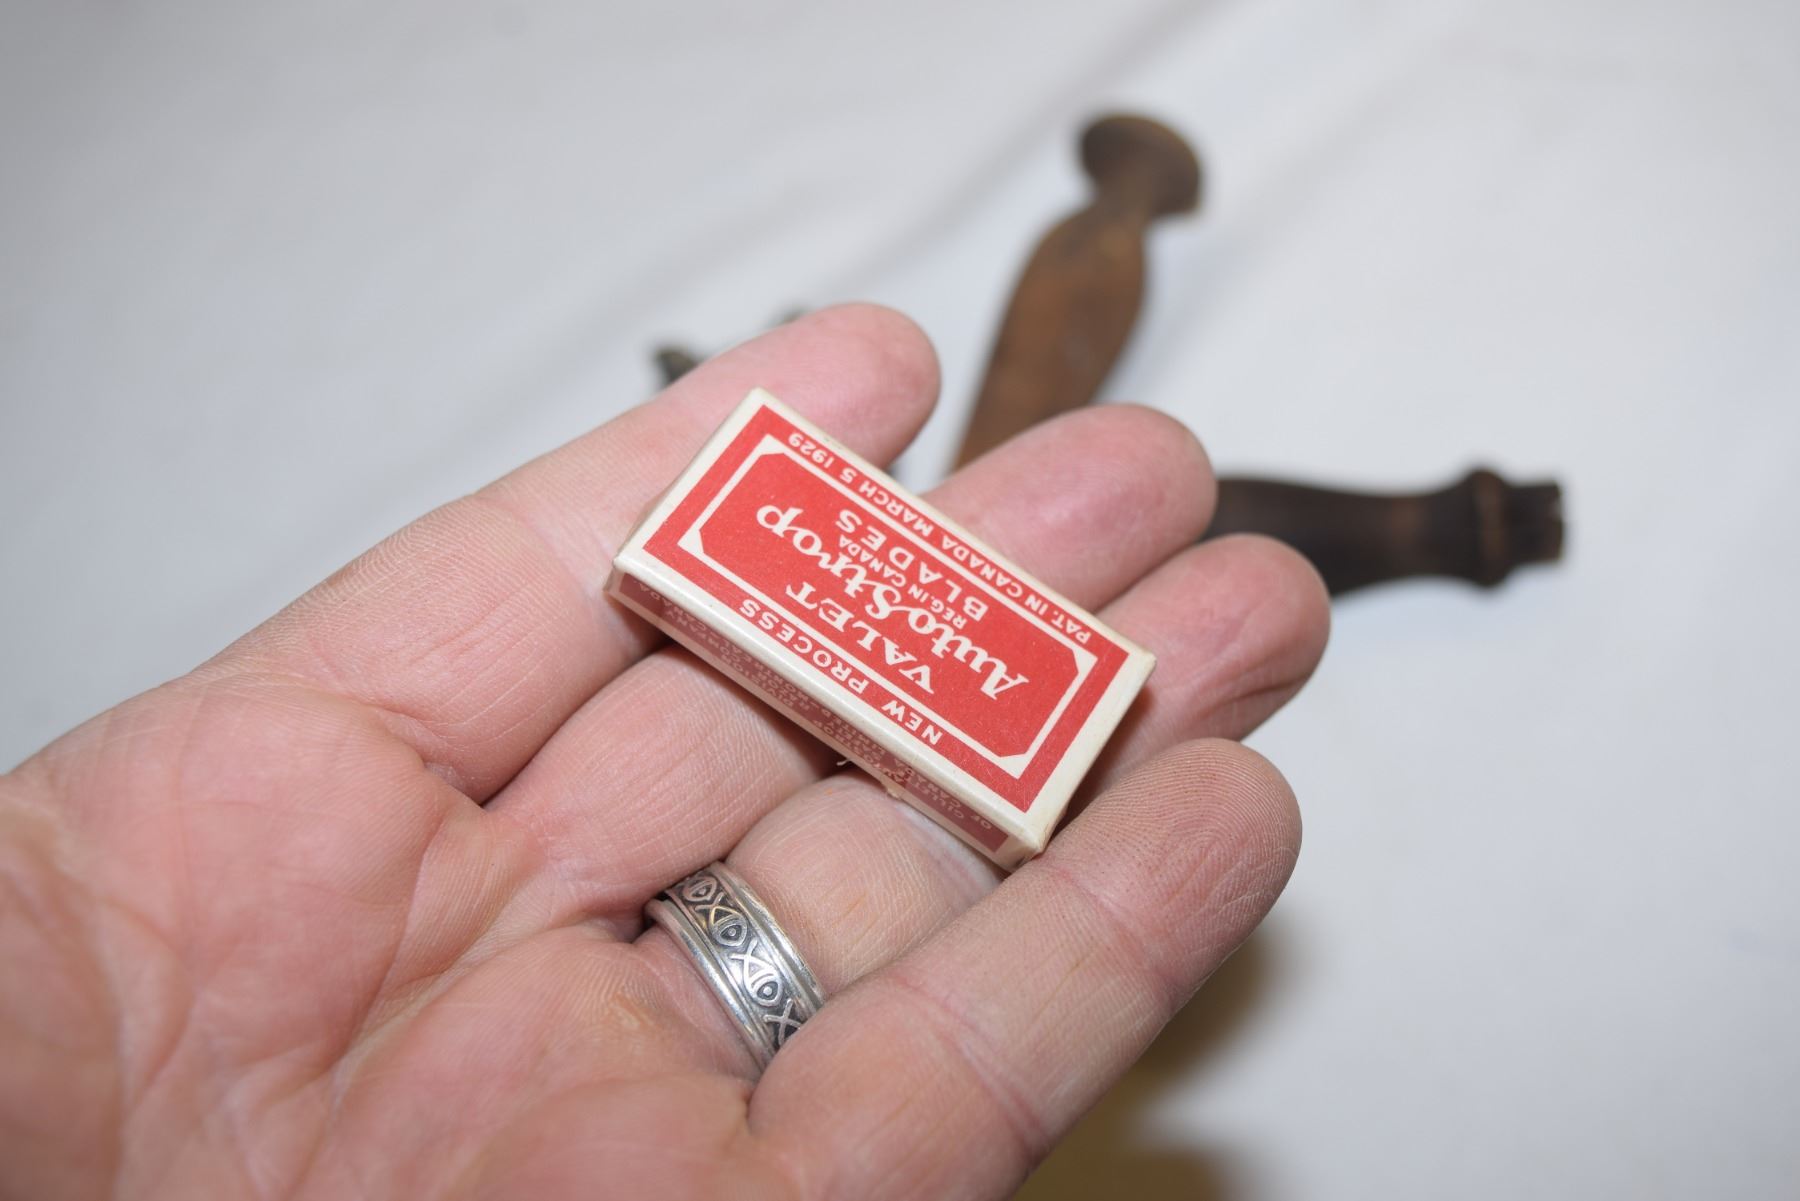 NEW PROCESS
VALET
AutoStrop
REG. IN CANADA
BLADES
PAT. IN CANADA MARCH 5 1929